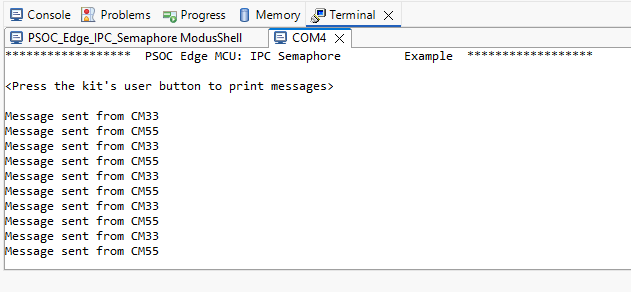 Console Problems Progress Memory Terminal
PSOC_Edge_IPC_Semaphore ModusShell COM4
****************** PSOC Edge MCU: IPC Semaphore Example ******************
<Press the kit's user button to print messages>
Message sent from CM33
Message sent from CM55
Message sent from CM33
Message sent from CM55
Message sent from CM33
Message sent from CM55
Message sent from CM33
Message sent from CM55
Message sent from CM33
Message sent from CM55